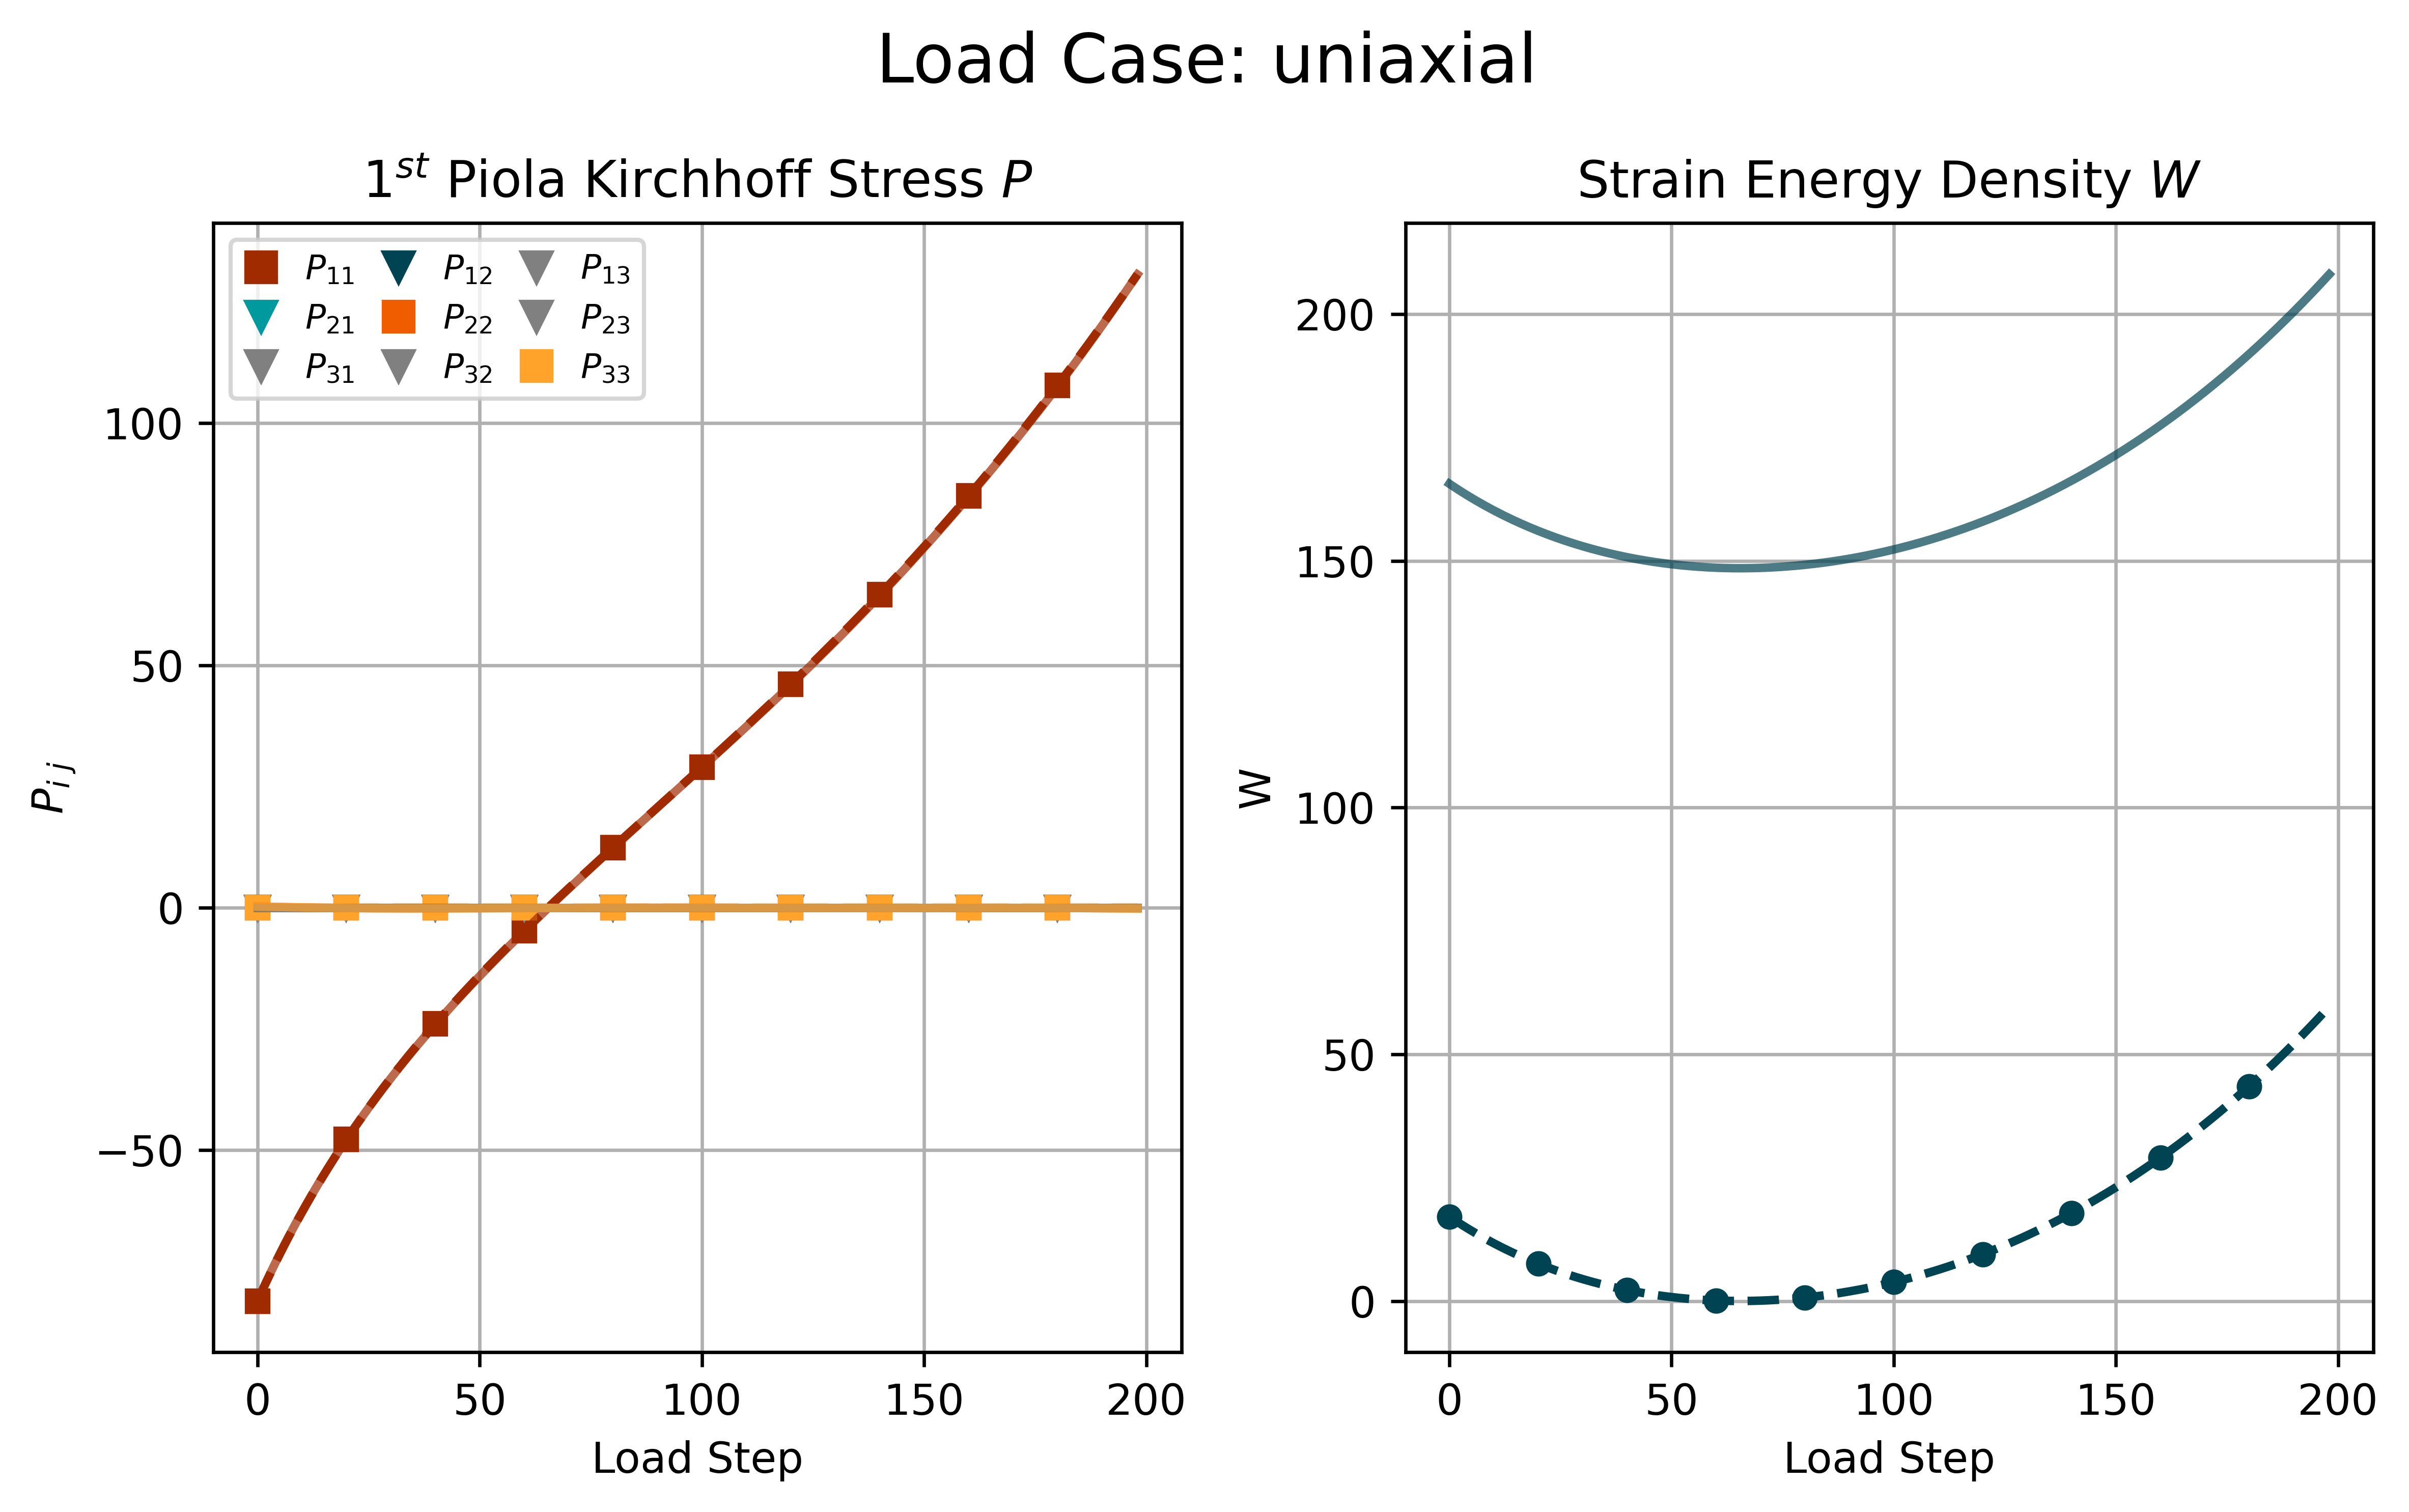 Load Case: uniaxial
1st Piola Kirchhoff Stress P
P11 P12 P13
P21 P22 P23
P31 P32 P33
100
50
0
−50
Pi j
0 50 100 150 200
Load Step
Strain Energy Density W
200
150
100
50
0
W
0 50 100 150 200
Load Step